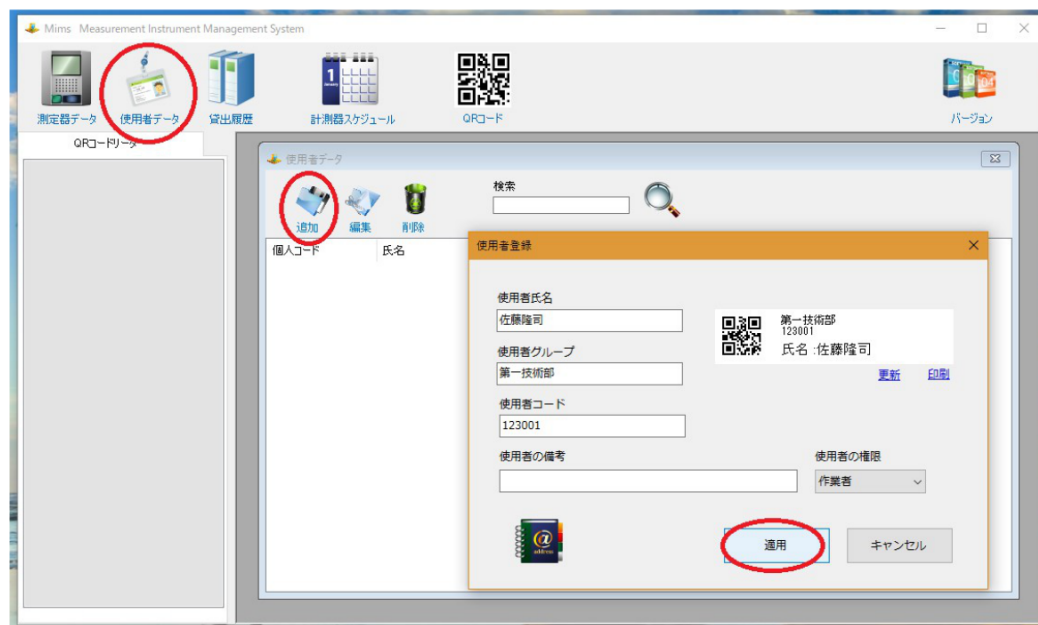 Mims Measurement Instrument Management System
測定器データ
使用者データ
貸出履歴
1
計測器スケジュール
QRコード
バージョン
QRコードリーダ
使用者データ
追加
編集
削除
検索
個人コード
氏名
使用者登録
使用者氏名
佐藤隆司
使用者グループ
第一技術部
使用者コード
123001
使用者の備考
第一技術部
123001
氏名 :佐藤隆司
更新
印刷
使用者の権限
作業者
@
address
適用
キャンセル